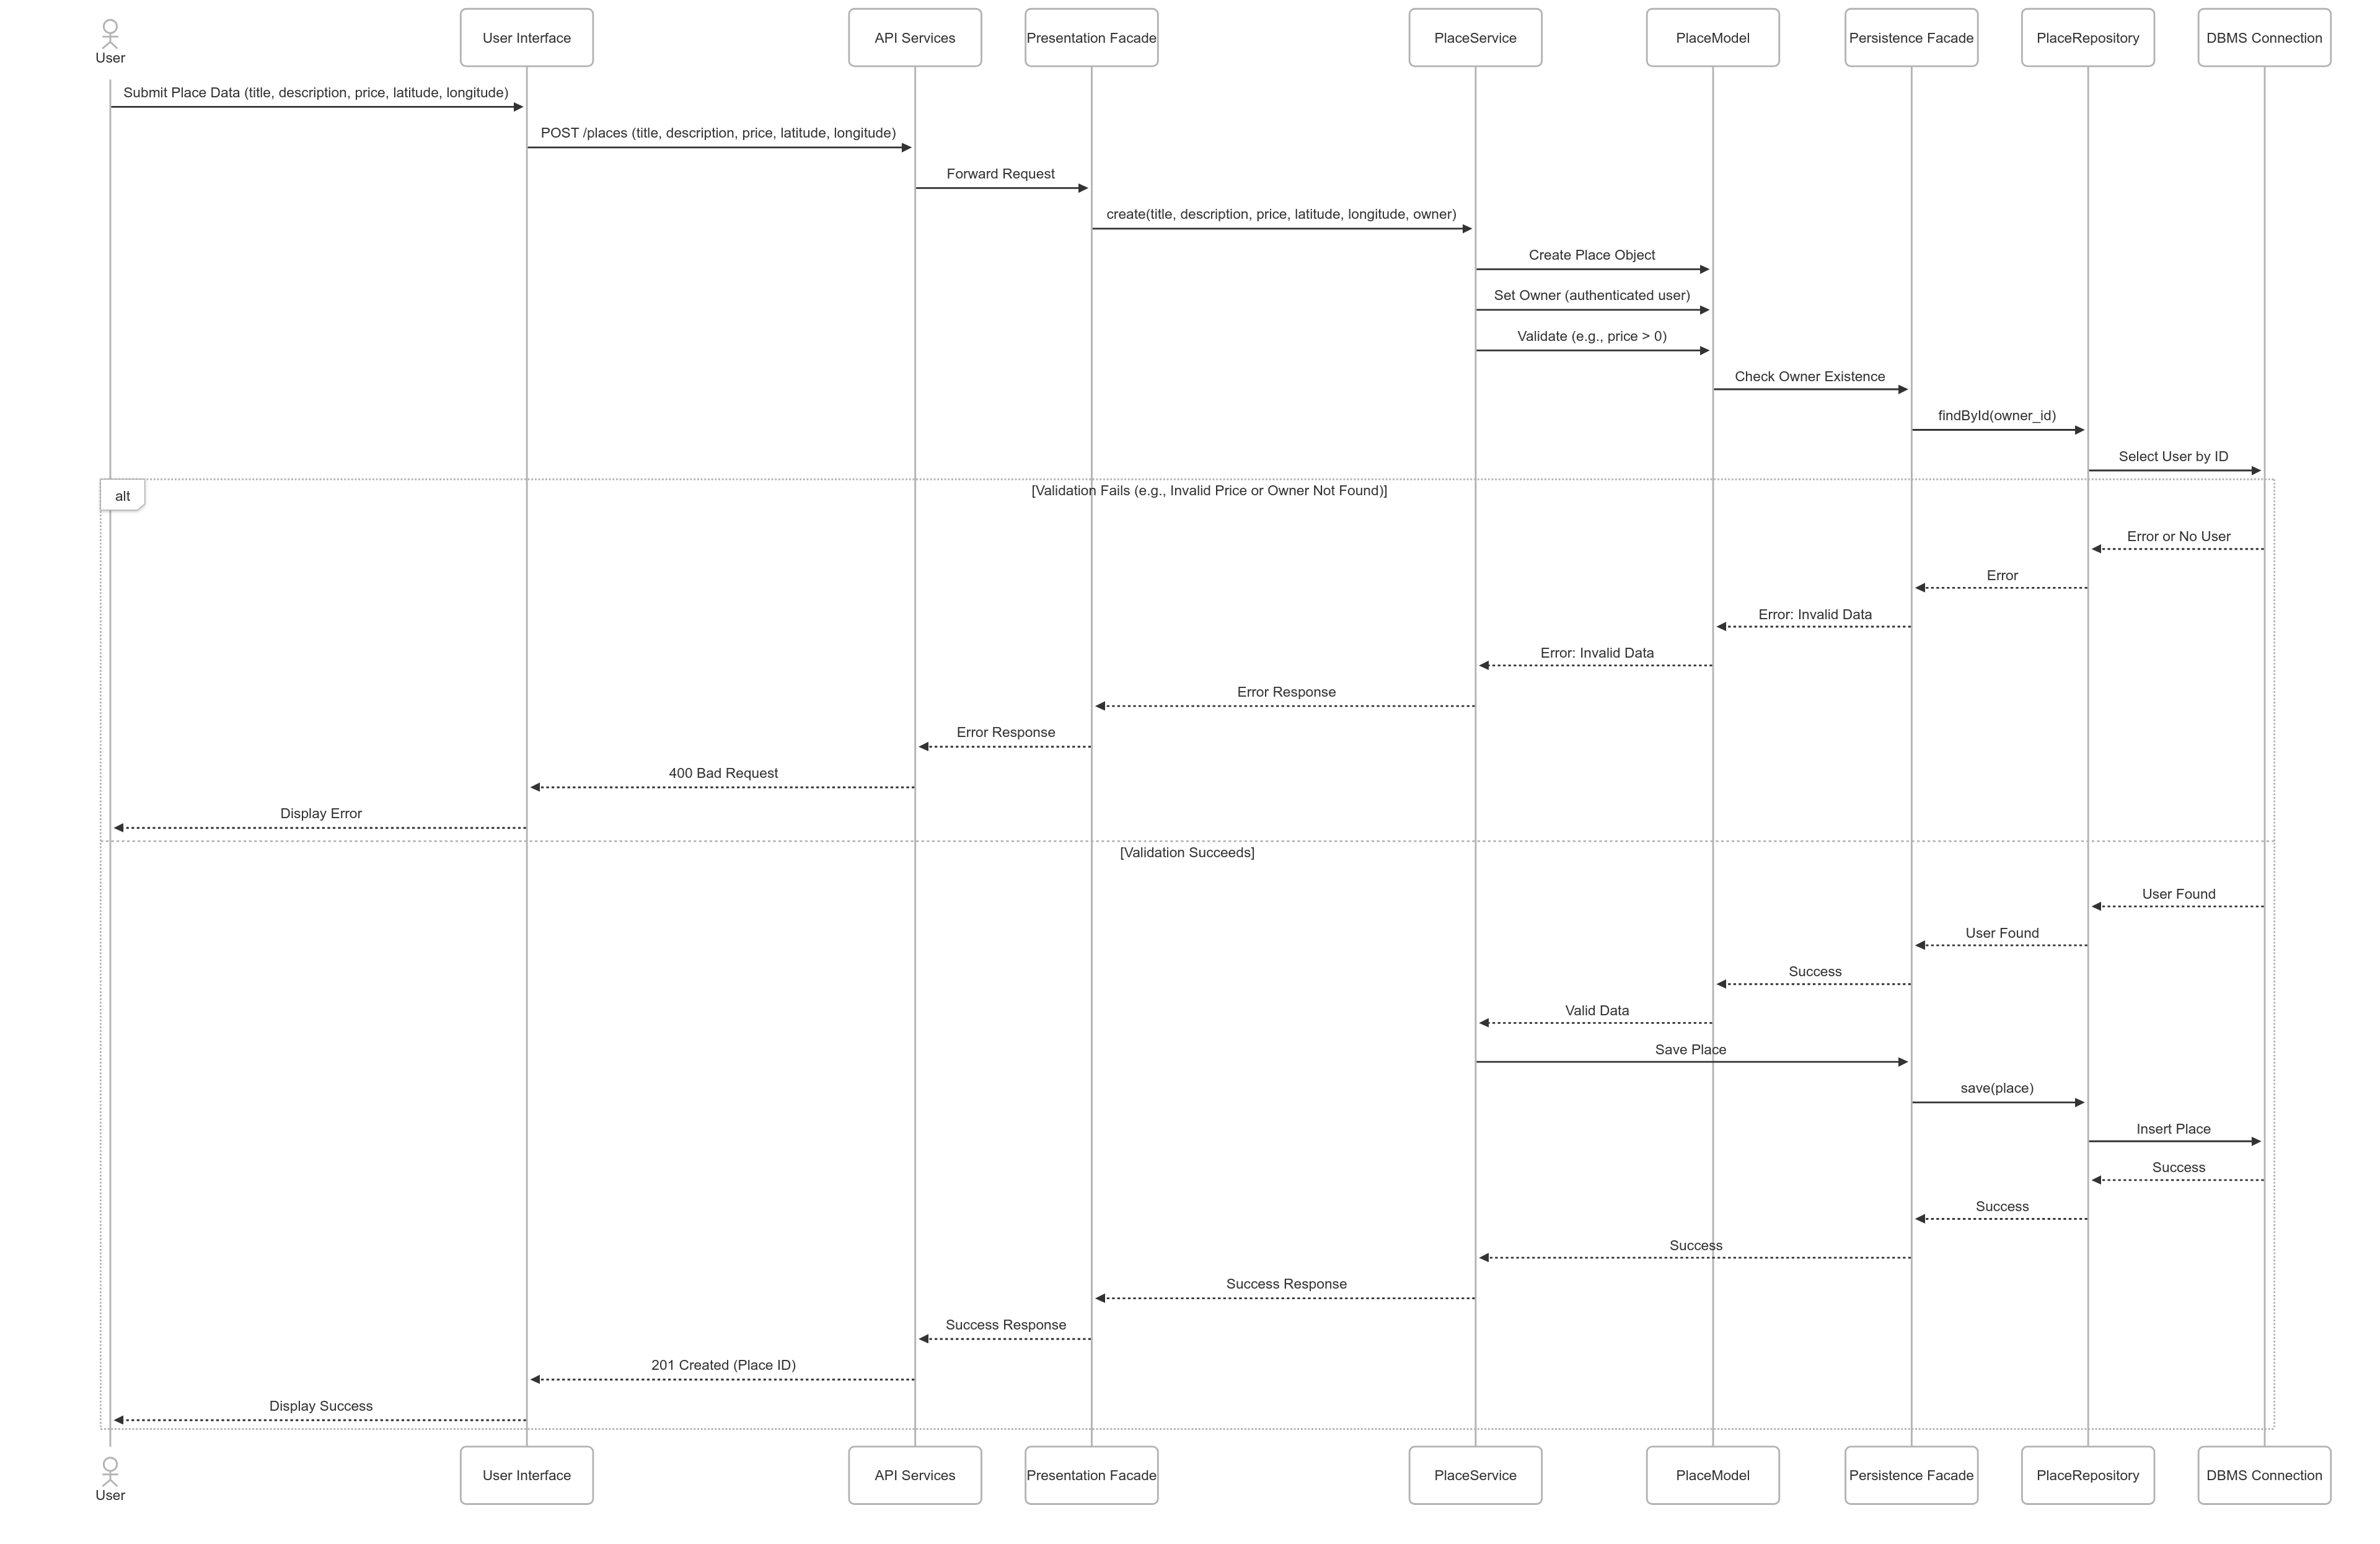 User
User Interface
API Services
Presentation Facade
PlaceService
PlaceModel
Persistence Facade
PlaceRepository
DBMS Connection
Submit Place Data (title, description, price, latitude, longitude)
POST /places (title, description, price, latitude, longitude)
Forward Request
create(title, description, price, latitude, longitude, owner)
Create Place Object
Set Owner (authenticated user)
Validate (e.g., price > 0)
Check Owner Existence
findById(owner_id)
Select User by ID
alt
[Validation Fails (e.g., Invalid Price or Owner Not Found)]
Error or No User
Error
Error: Invalid Data
Error: Invalid Data
Error Response
Error Response
400 Bad Request
Display Error
[Validation Succeeds]
User Found
User Found
Success
Valid Data
Save Place
save(place)
Insert Place
Success
Success
Success
Success Response
Success Response
201 Created (Place ID)
Display Success
User
User Interface
API Services
Presentation Facade
PlaceService
PlaceModel
Persistence Facade
PlaceRepository
DBMS Connection